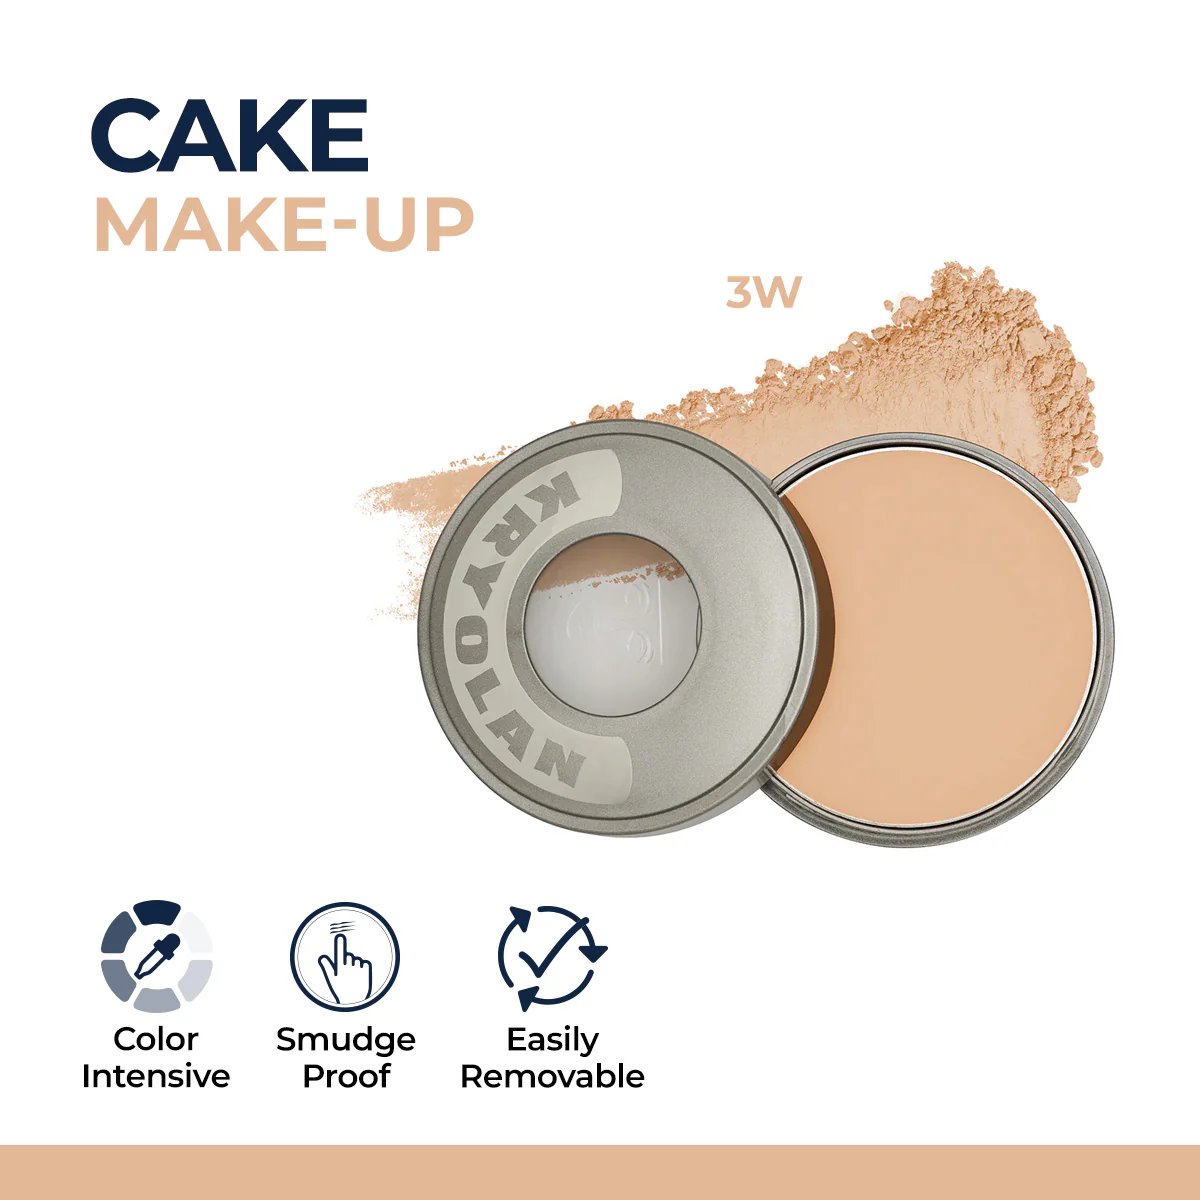 CAKE
MAKE-UP
3W
KRYOLAN
Color
Intensive
Smudge
Proof
Easily
Removable